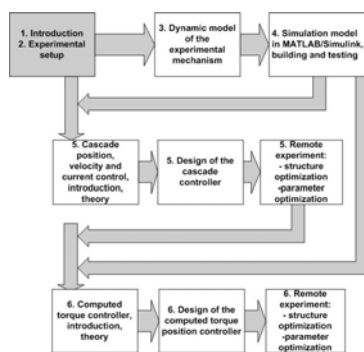 1. Introduction
2. Experimental
setup
3. Dynamic model
of the
experimental
mechanism
4. Simulation model
in MATLAB/Simulink,
building and testing
5. Cascade
position,
velocity and
current control,
introduction,
theory
5. Design of the
cascade
controller
5. Remote
experiment:
- structure
optimization
-parameter
optimization
6. Computed
torque controller,
introduction,
theory
6. Design of the
computed torque
position controller
6. Remote
experiment:
- structure
optimization
-parameter
optimization